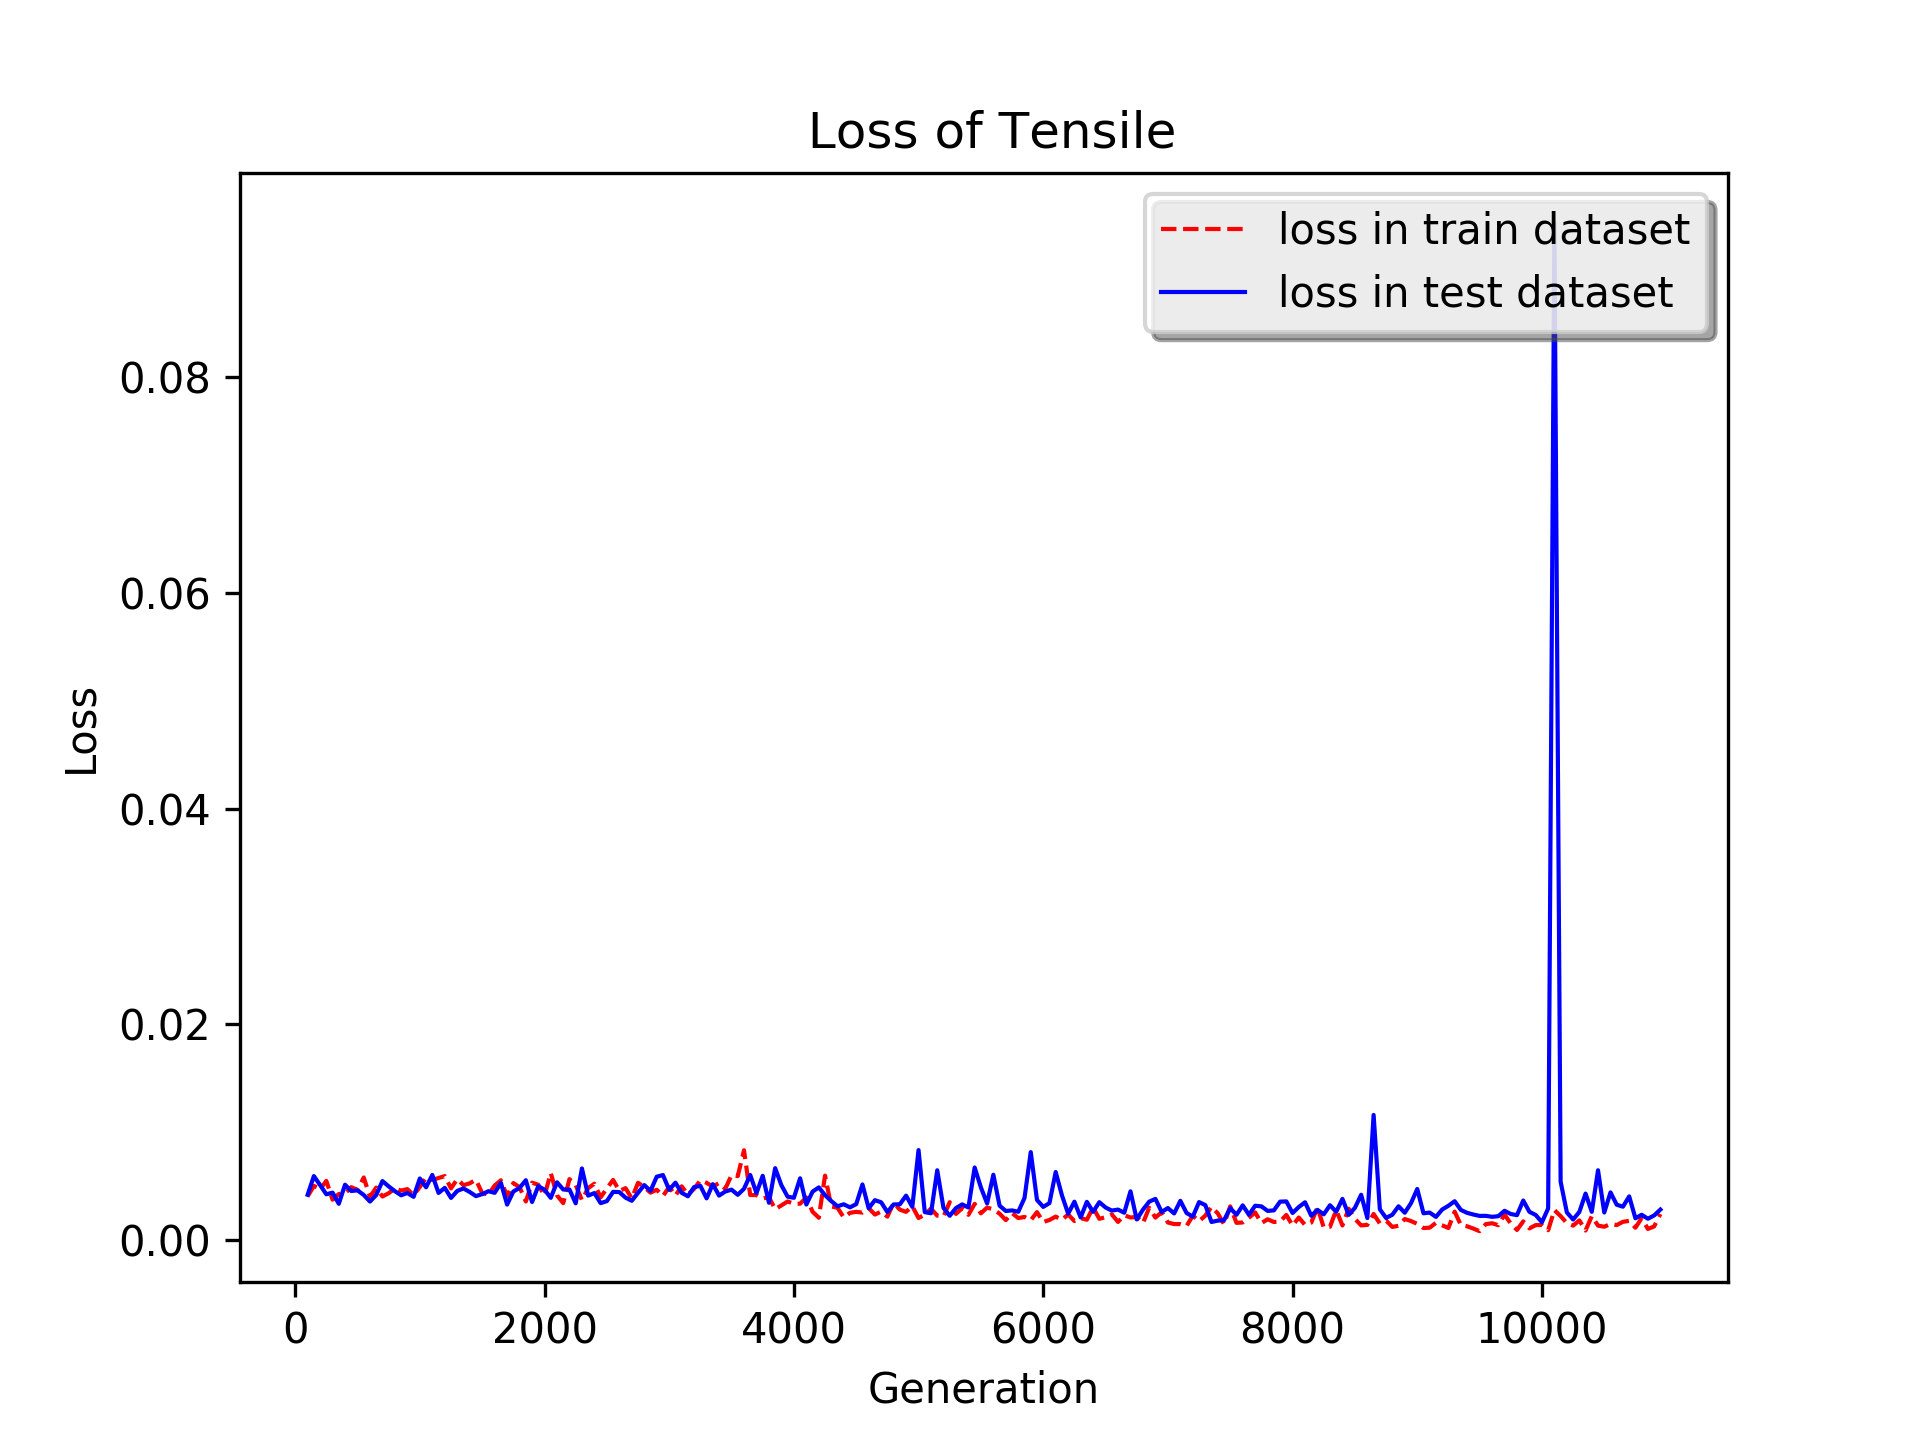 Loss of Tensile
loss in train dataset
loss in test dataset
0.08
0.06
0.04
0.02
0.00
Loss
0 2000 4000 6000 8000 10000
Generation